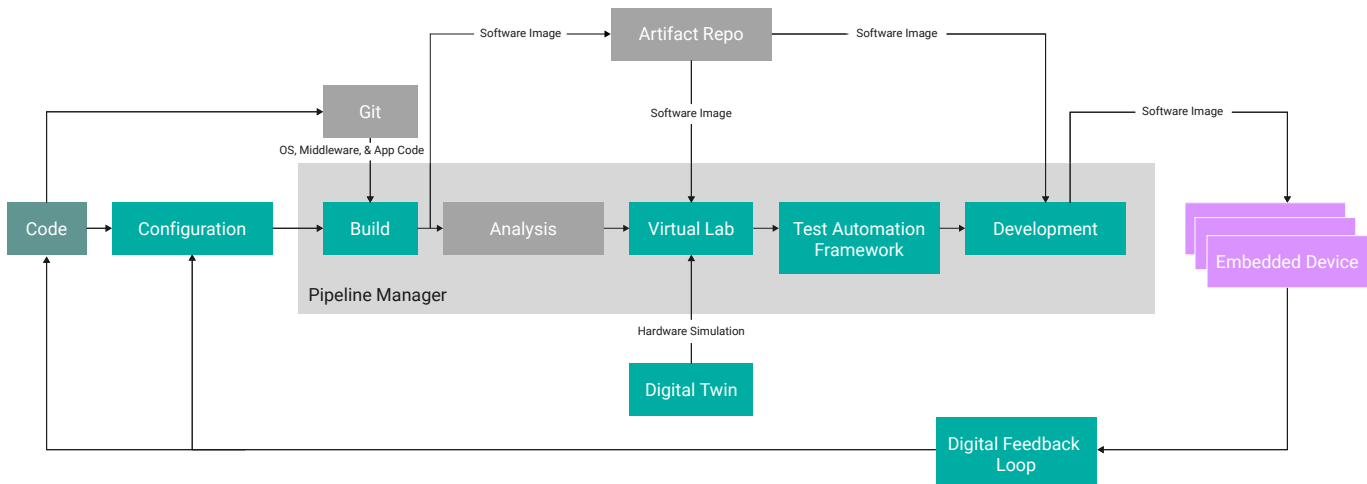 Software Image
Artifact Repo
Software Image
Git
Software Image
Software Image
OS, Middleware, & App Code
Code
Configuration
Build
Analysis
Virtual Lab
Test Automation
Framework
Development
Embedded Device
Pipeline Manager
Hardware Simulation
Digital Twin
Digital Feedback
Loop